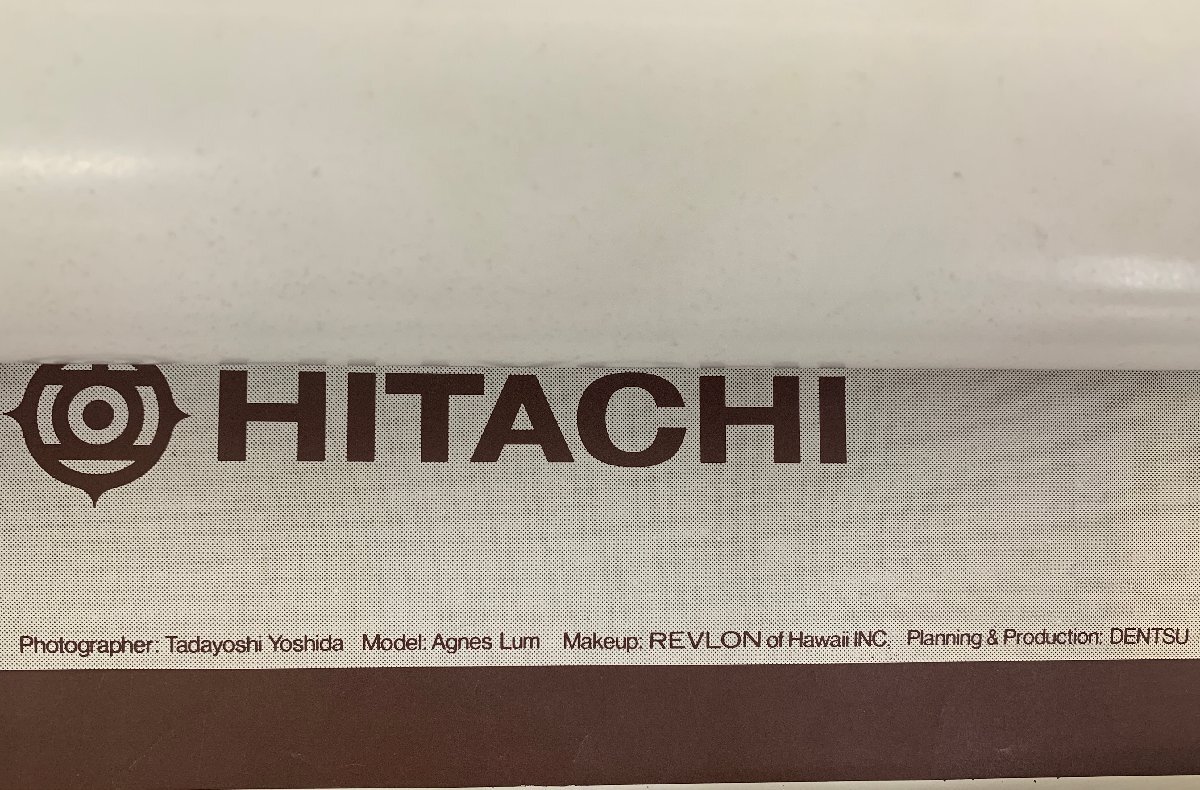 HITACHI
Photographer: Tadayoshi Yoshida Model: Agnes Lum Makeup: REVLON of Hawaii INC, Planning & Production: DENTSU